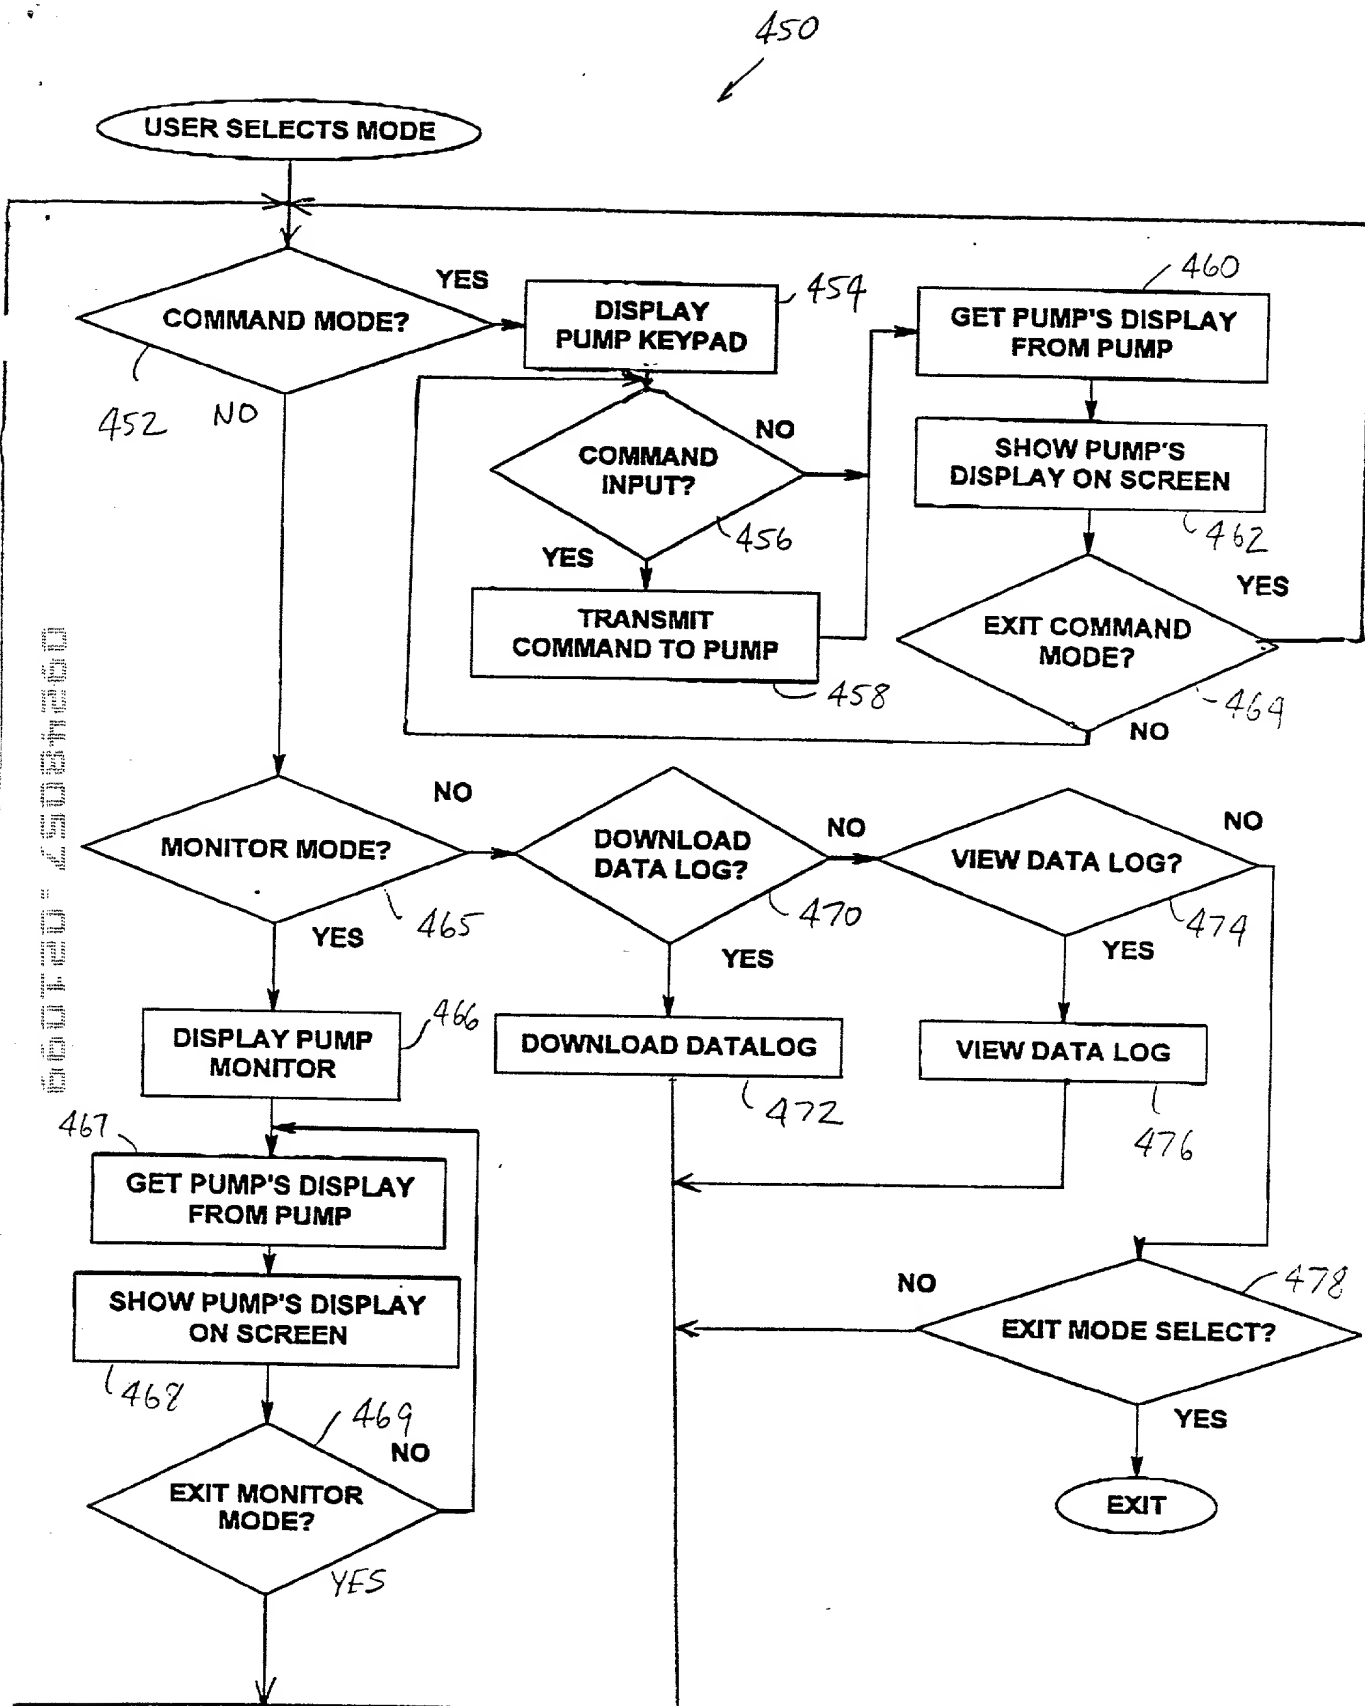 450
USER SELECTS MODE
YES
COMMAND MODE?
452
NO
DISPLAY
PUMP KEYPAD
454
COMMAND
INPUT?
NO
456
YES
TRANSMIT
COMMAND TO PUMP
458
460
GET PUMP'S DISPLAY
FROM PUMP
SHOW PUMP'S
DISPLAY ON SCREEN
462
YES
EXIT COMMAND
MODE?
464
NO
MONITOR MODE?
NO
465
YES
DOWNLOAD
DATA LOG?
NO
470
YES
VIEW DATA LOG?
NO
474
YES
DISPLAY PUMP
MONITOR
466
DOWNLOAD DATALOG
472
VIEW DATA LOG
476
467
GET PUMP'S DISPLAY
FROM PUMP
SHOW PUMP'S DISPLAY
ON SCREEN
468
469
NO
EXIT MONITOR
MODE?
YES
NO
478
EXIT MODE SELECT?
YES
EXIT